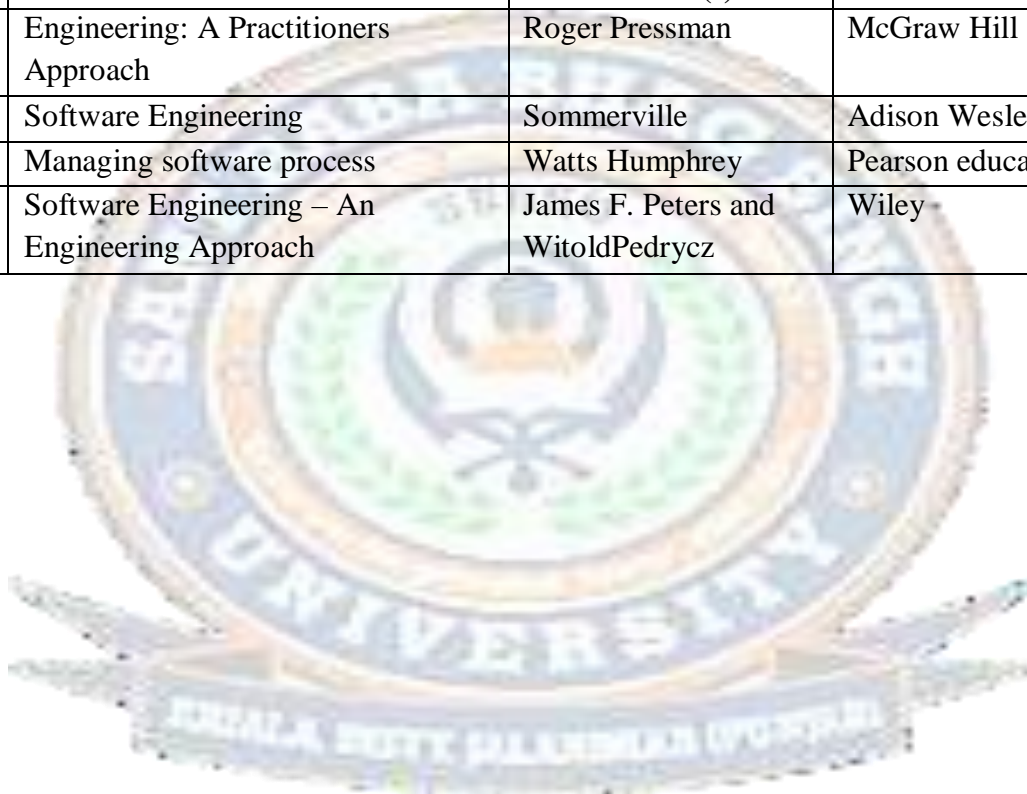 (s)
Engineering: A Practitioners Roger Pressman McGraw Hill
Approach
Software Engineering Sommerville Adison Wesle
Managing software process Watts Humphrey Pearson educa
Software Engineering – An James F. Peters and Wiley
Engineering Approach WitoldPedrycz
UNIVERSITY